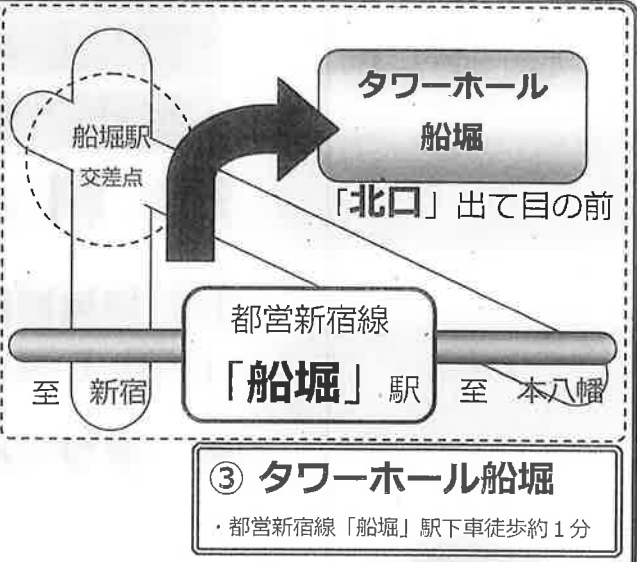 タワーホール
船堀
船堀駅
交差点
「北口」出て目の前
都営新宿線
「船堀」駅
至 新宿
至 本八幡
③ タワーホール船堀
・都営新宿線「船堀」駅下車徒歩約1分